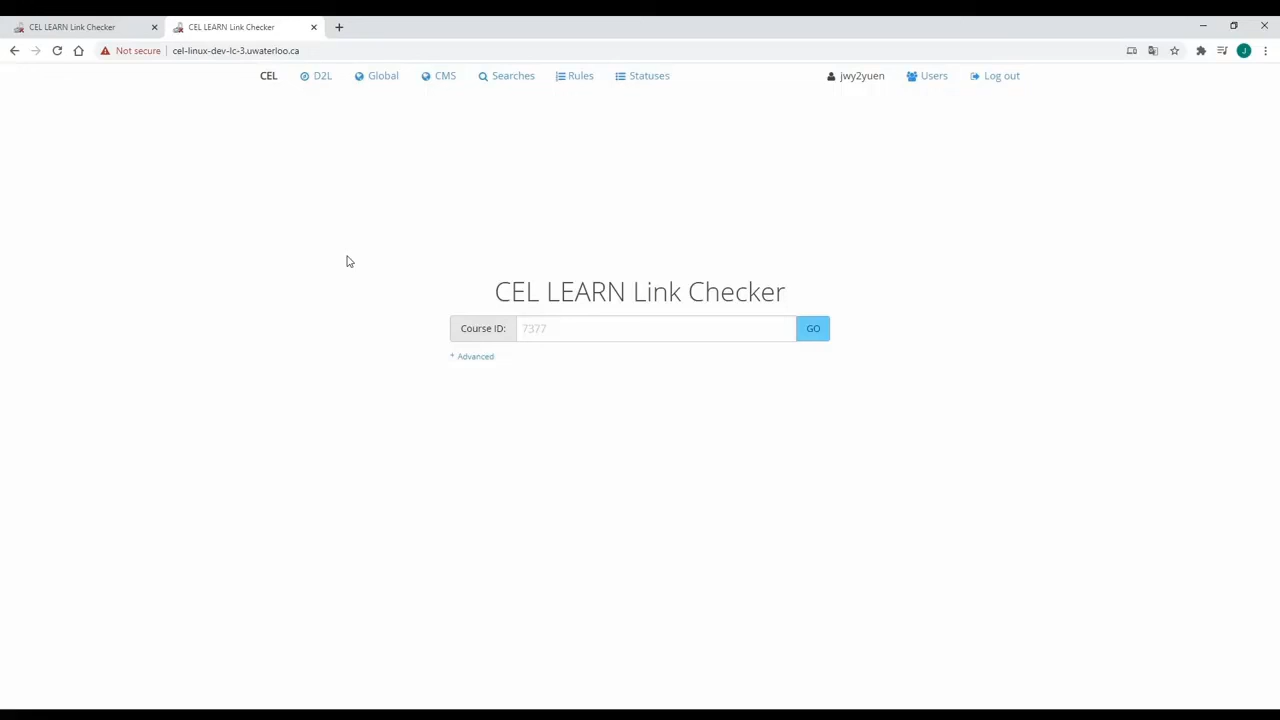 CEL LEARN Link Checker
CEL LEARN Link Checker
Not secure
cel-linux-dev-lc-3.uwaterloo.ca
J
CEL D2L Global CMS Searches Rules Statuses jwy2yuen Users Log out
CEL LEARN Link Checker
Course ID: 7377 GO
+ Advanced